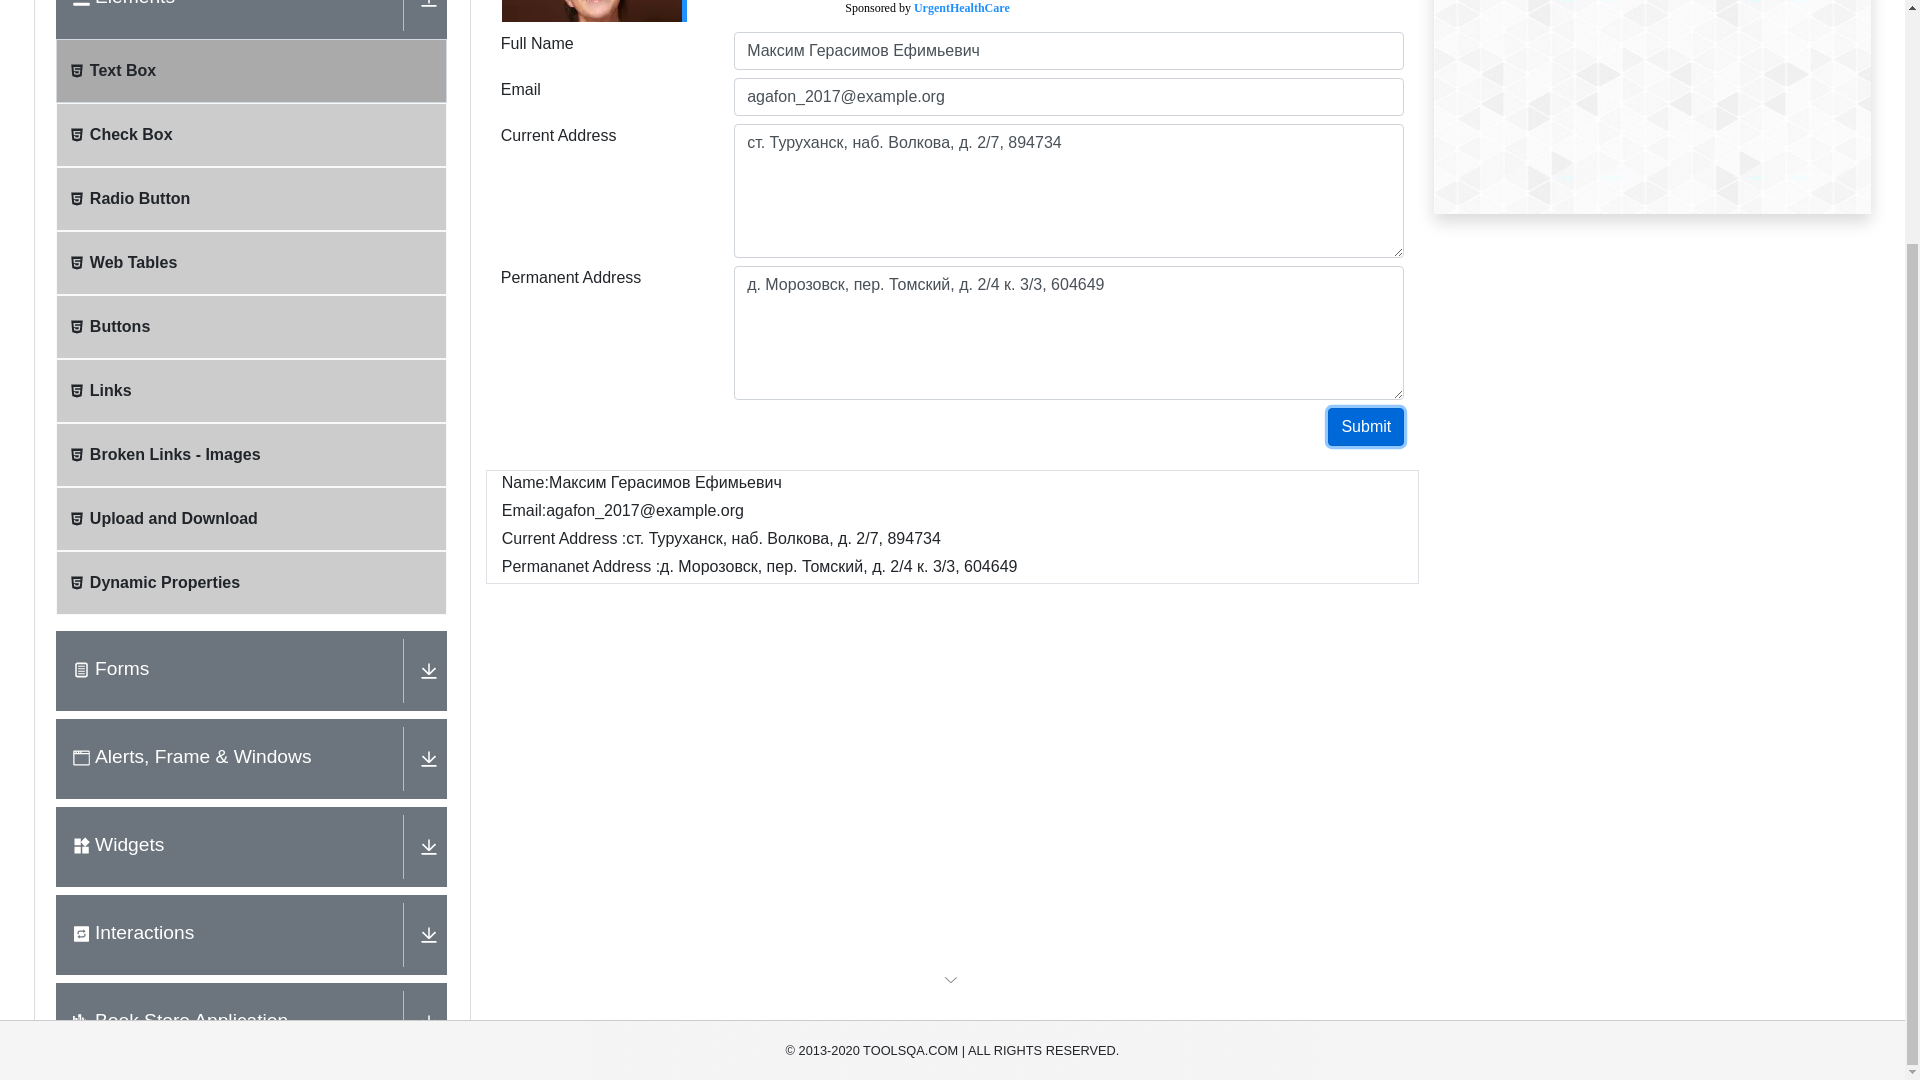 Elements
Text Box
Check Box
Radio Button
Web Tables
Buttons
Links
Broken Links - Images
Upload and Download
Dynamic Properties
Forms
Alerts, Frame & Windows
Widgets
Interactions
Book Store Application
Sponsored by UrgentHealthCare
Full Name
Максим Герасимов Ефимьевич
Email
agafon_2017@example.org
Current Address
ст. Туруханск, наб. Волкова, д. 2/7, 894734
Permanent Address
д. Морозовск, пер. Томский, д. 2/4 к. 3/3, 604649
Submit
Name:Максим Герасимов Ефимьевич
Email:agafon_2017@example.org
Current Address :ст. Туруханск, наб. Волкова, д. 2/7, 894734
Permananet Address :д. Морозовск, пер. Томский, д. 2/4 к. 3/3, 604649
© 2013-2020 TOOLSQA.COM | ALL RIGHTS RESERVED.